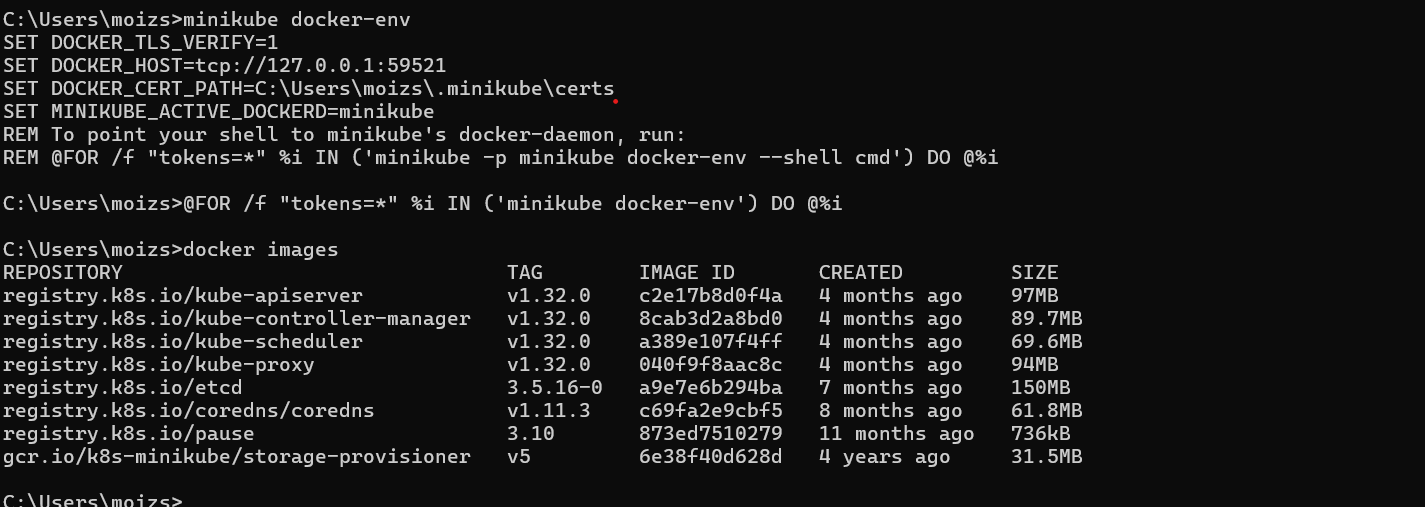 C:\Users\moizs>minikube docker-env
SET DOCKER_TLS_VERIFY=1
SET DOCKER_HOST=tcp://127.0.0.1:59521
SET DOCKER_CERT_PATH=C:\Users\moizs\.minikube\certs
SET MINIKUBE_ACTIVE_DOCKERD=minikube
REM To point your shell to minikube's docker-daemon, run:
REM @FOR /f "tokens=*" %i IN ('minikube -p minikube docker-env --shell cmd') DO @%i
C:\Users\moizs>@FOR /f "tokens=*" %i IN ('minikube docker-env') DO @%i
C:\Users\moizs>docker images
REPOSITORY TAG IMAGE ID CREATED SIZE
registry.k8s.io/kube-apiserver v1.32.0 c2e17b8d0f4a 4 months ago 97MB
registry.k8s.io/kube-controller-manager v1.32.0 8cab3d2a8bd0 4 months ago 89.7MB
registry.k8s.io/kube-scheduler v1.32.0 a389e107f4ff 4 months ago 69.6MB
registry.k8s.io/kube-proxy v1.32.0 040f9f8aac8c 4 months ago 94MB
registry.k8s.io/etcd 3.5.16-0 a9e7e6b294ba 7 months ago 150MB
registry.k8s.io/coredns/coredns v1.11.3 c69fa2e9cbf5 8 months ago 61.8MB
registry.k8s.io/pause 3.10 873ed7510279 11 months ago 736kB
gcr.io/k8s-minikube/storage-provisioner v5 6e38f40d628d 4 years ago 31.5MB
C:\Users\moizs>